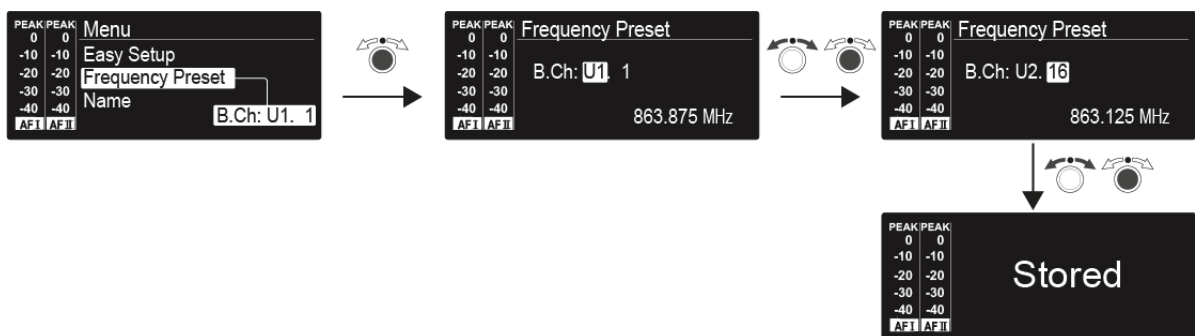 PEAK PEAK
0 0
-10 -10
-20 -20
-30 -30
-40 -40
AF I AF II
Menu
Easy Setup
Frequency Preset
Name
B.Ch: U1. 1
PEAK PEAK
0 0
-10 -10
-20 -20
-30 -30
-40 -40
AF I AF II
Frequency Preset
B.Ch: U1. 1
863.875 MHz
PEAK PEAK
0 0
-10 -10
-20 -20
-30 -30
-40 -40
AF I AF II
Frequency Preset
B.Ch: U2. 16
863.125 MHz
PEAK PEAK
0 0
-10 -10
-20 -20
-30 -30
-40 -40
AF I AF II
Stored